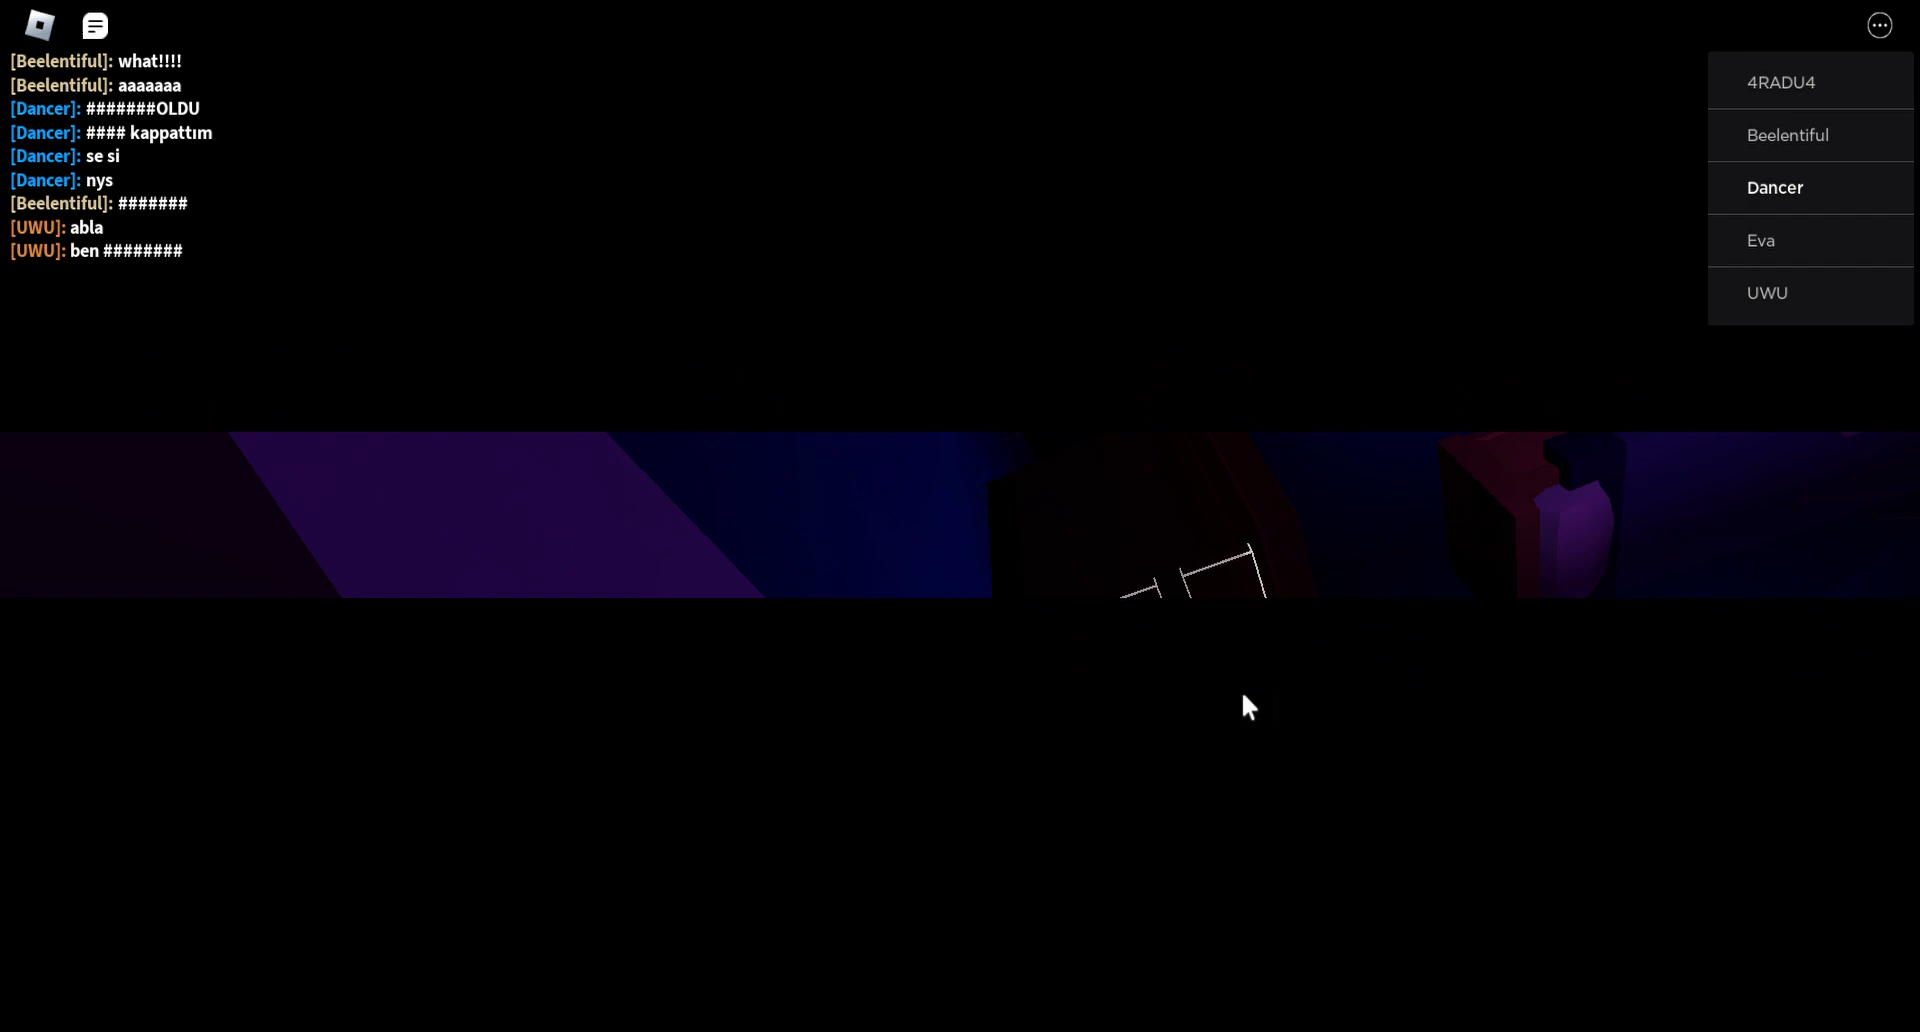 [Beelentiful]: what!!!!
[Beelentiful]: aaaaaaa
[Dancer]: #######OLDU
[Dancer]: #### kappattım
[Dancer]: se si
[Dancer]: nys
[Beelentiful]: #######
[UWU]: abla
[UWU]: ben ########
4RADU4
Beelentiful
Dancer
Eva
UWU